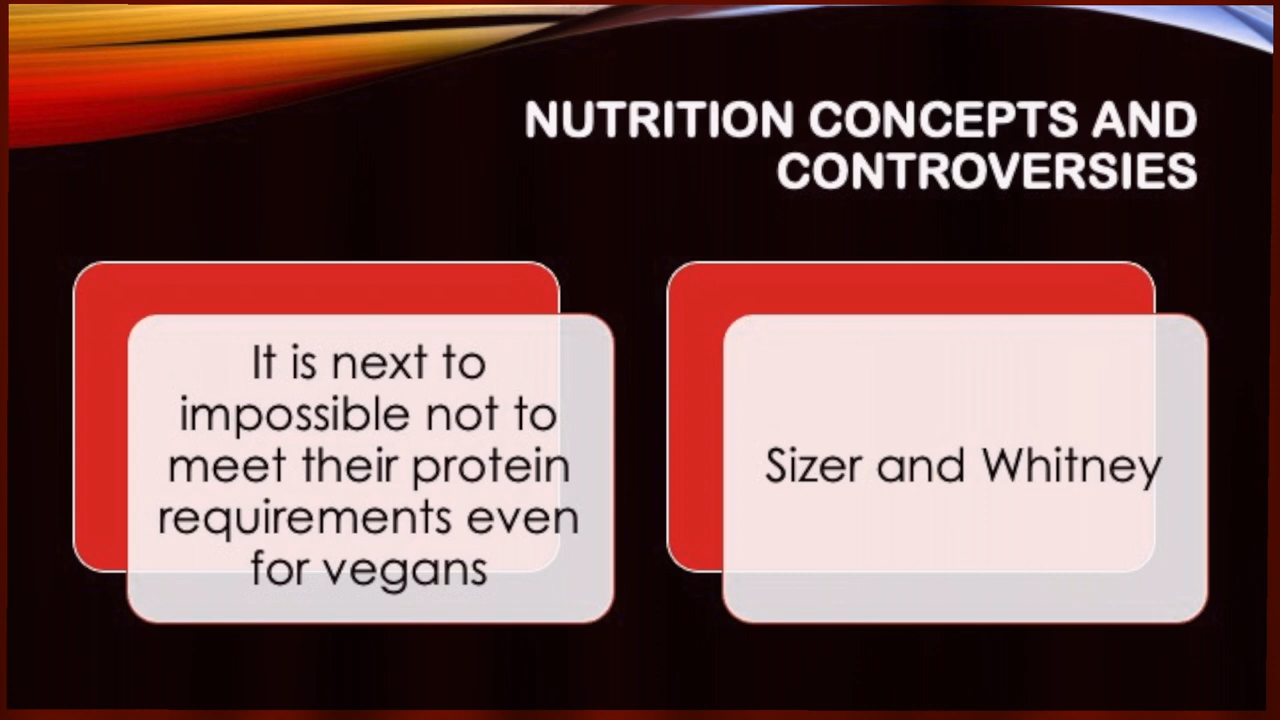 NUTRITION CONCEPTS AND
CONTROVERSIES
It is next to
impossible not to
meet their protein
requirements even
for vegans
Sizer and Whitney